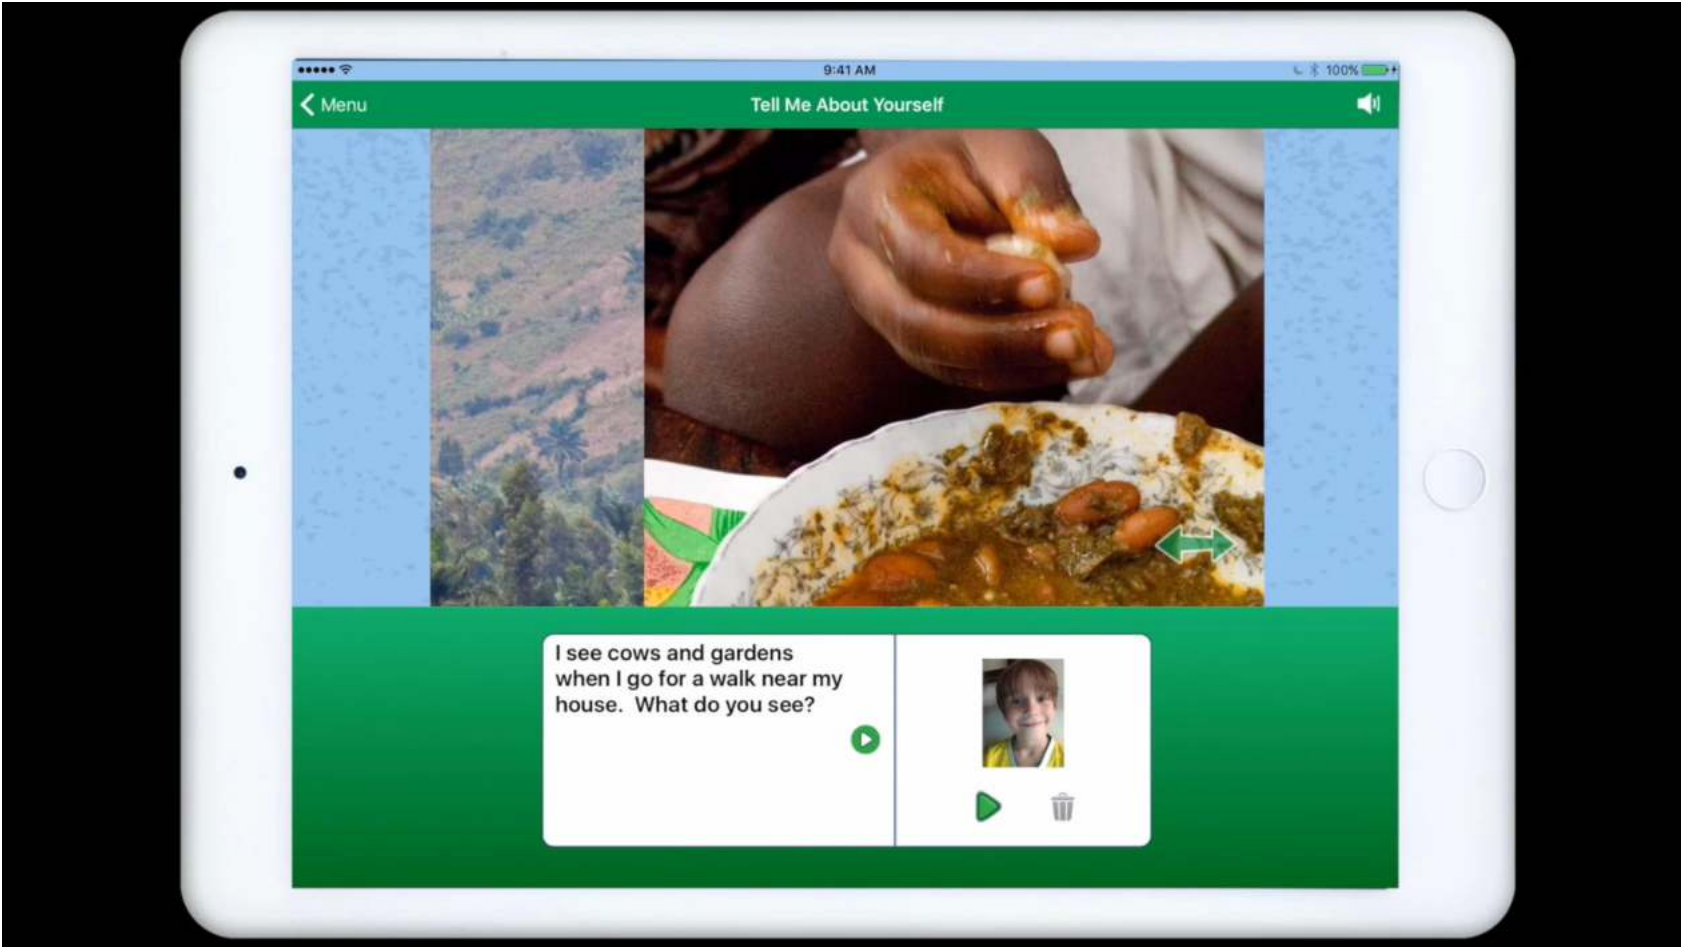 9:41 AM
100%
Menu
Tell Me About Yourself
I see cows and gardens
when I go for a walk near my
house.  What do you see?